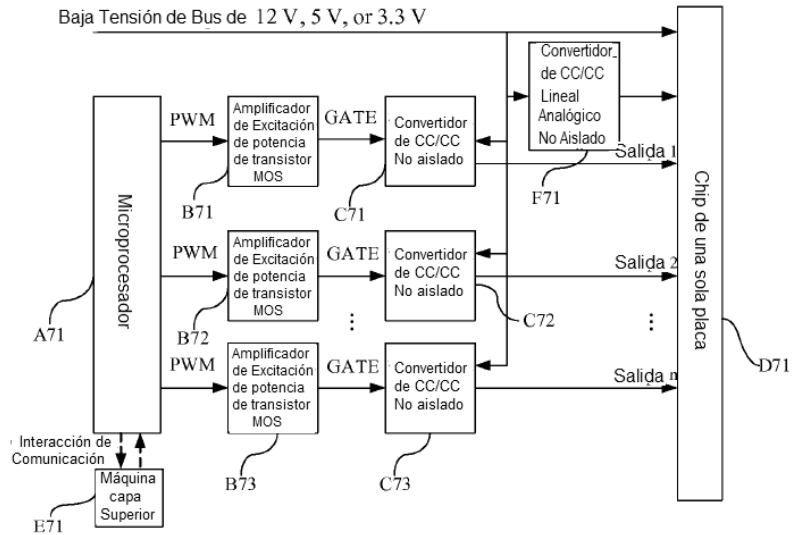 Baja Tensión de Bus de 12 V, 5 V, or 3.3 V
Convertidor
de CC/CC
Lineal
Analógico
No Aislado
F71
Microprocesador
A71
PWM
Amplificador
de Excitación
de potencia
de transistor
MOS
B71
GATE
Convertidor
de CC/CC
No aislado
C71
Salida 1
PWM
Amplificador
de Excitación
de potencia
de transistor
MOS
B72
GATE
Convertidor
de CC/CC
No aislado
C72
Salida 2
PWM
Amplificador
de Excitación
de potencia
de transistor
MOS
B73
GATE
Convertidor
de CC/CC
No aislado
C73
Salida n
Chip de una sola placa
D71
Interacción de
Comunicación
Máquina
capa
Superior
E71